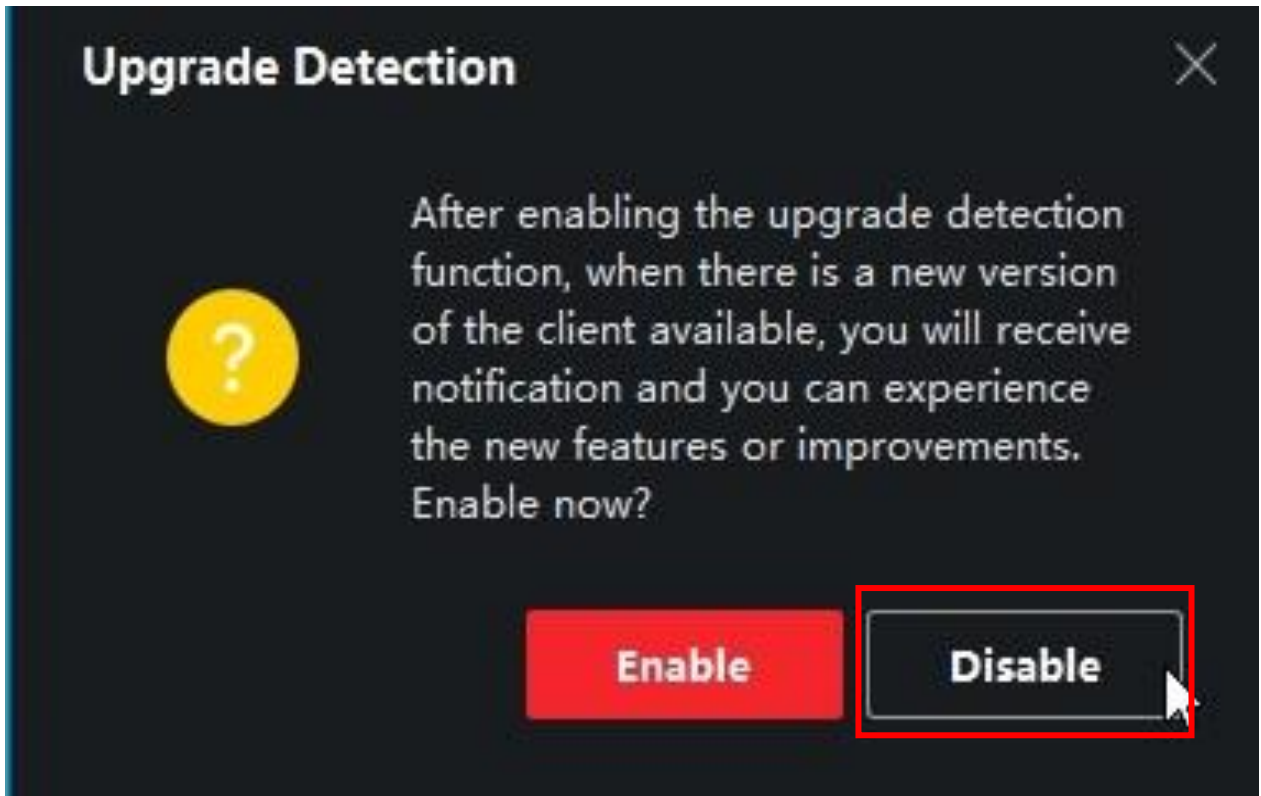 Upgrade Detection
After enabling the upgrade detection
function, when there is a new version
of the client available, you will receive
notification and you can experience
the new features or improvements.
Enable now?
?
Enable
Disable